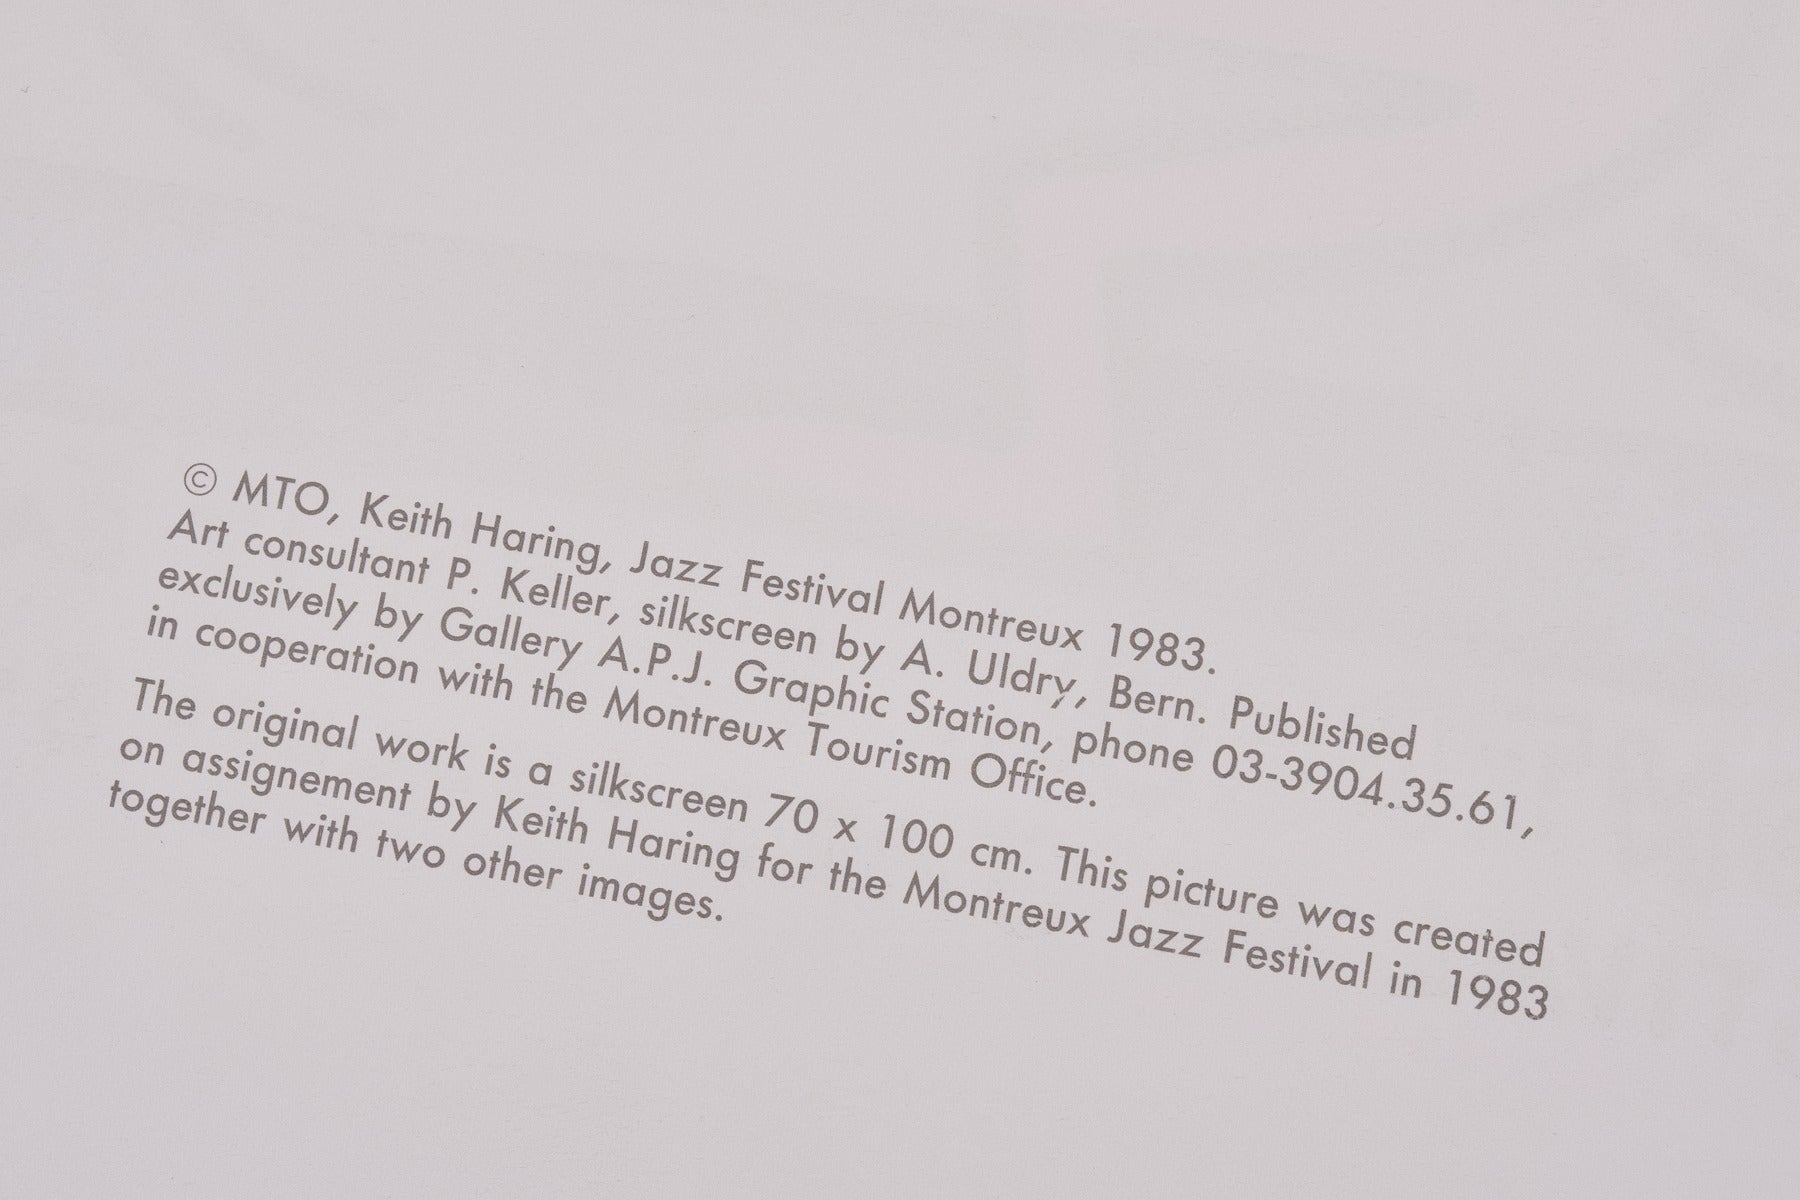 © MTO, Keith Haring, Jazz Festival Montreux 1983.
Art consultant P. Keller, silkscreen by A. Uldry, Bern. Published
exclusively by Gallery A.P.J. Graphic Station, phone 03-3904.35.61,
in cooperation with the Montreux Tourism Office.
The original work is a silkscreen 70 x 100 cm. This picture was created
on assignement by Keith Haring for the Montreux Jazz Festival in 1983
together with two other images.